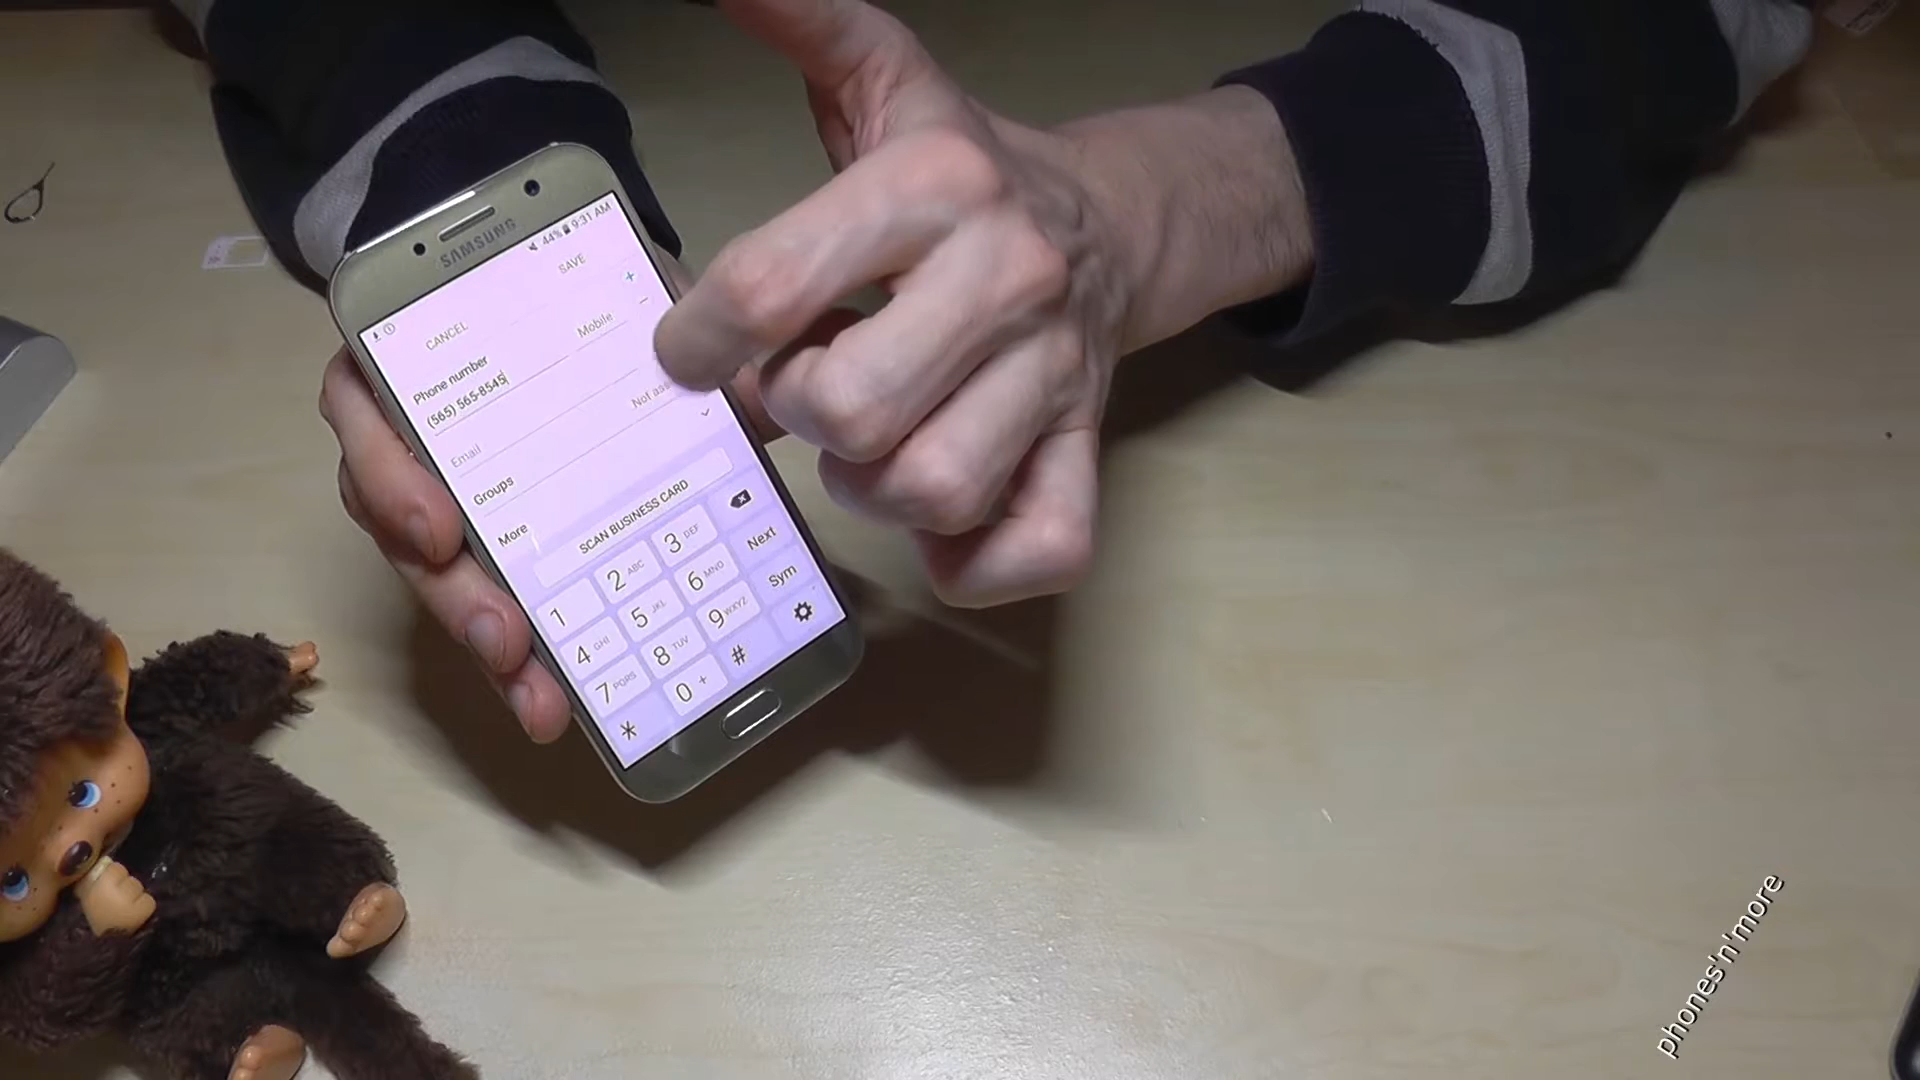 SAMSUNG
44% 9:31 AM
CANCEL SAVE
Phone number Mobile
(565) 565-8545
Email
Groups Not
More
SCAN BUSINESS CARD
1 2 ABC 3 DEF
4 GHI 5 JKL 6 MNO Next
7 PQRS 8 TUV 9 WXYZ Sym
* 0 + #
phones'n'more